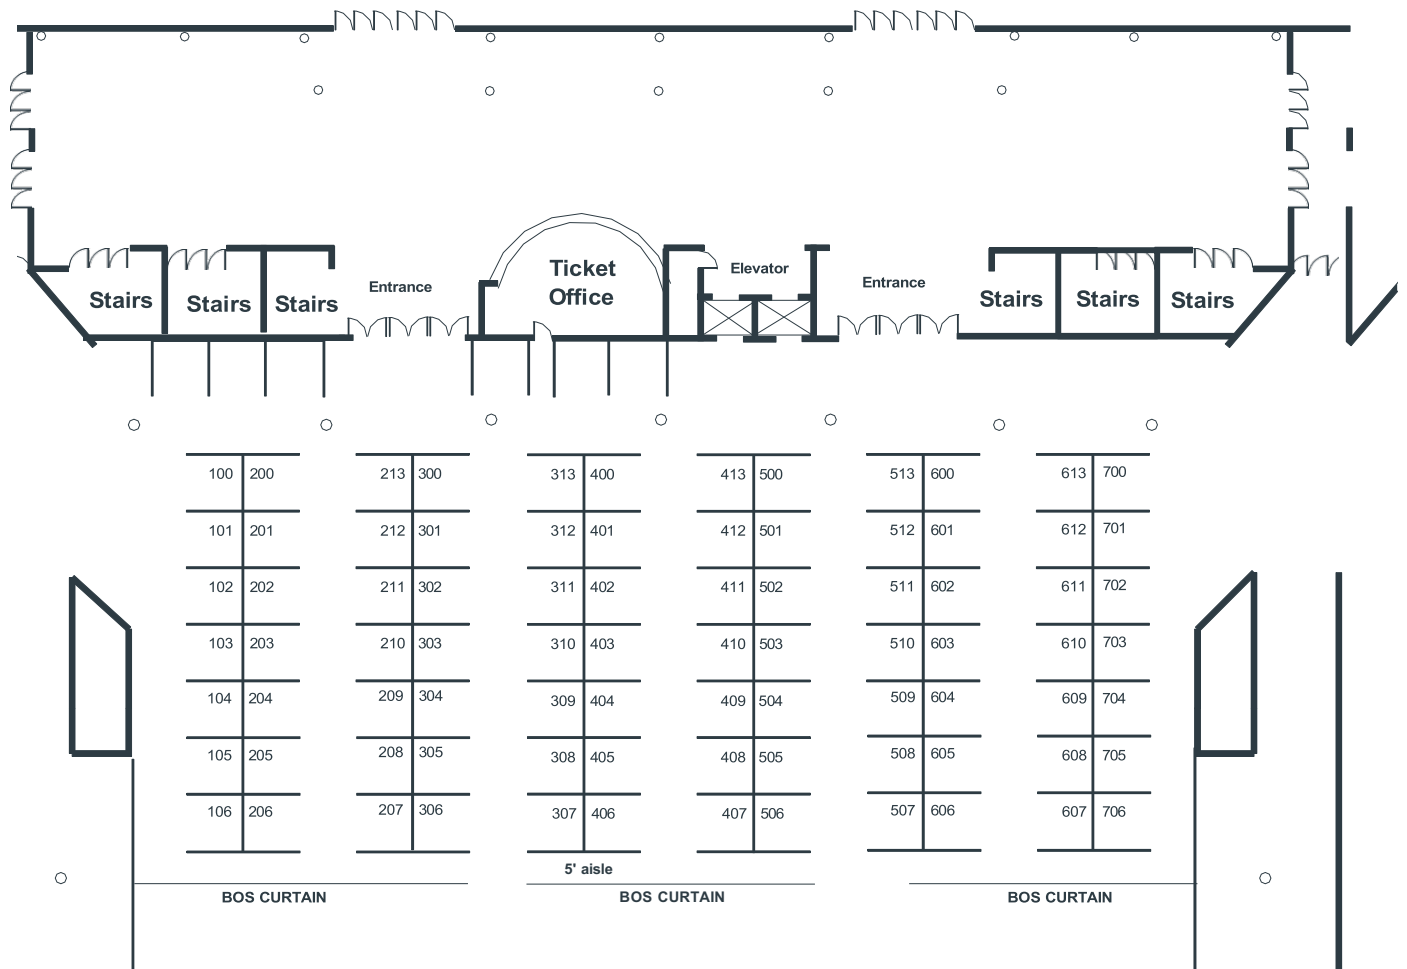 Ticket
Office
Elevator
Entrance
Entrance
Stairs
Stairs
Stairs
Stairs
Stairs
Stairs
100 200 213 300 313 400 413 500 513 600 613 700
101 201 212 301 312 401 412 501 512 601 612 701
102 202 211 302 311 402 411 502 511 602 611 702
103 203 210 303 310 403 410 503 510 603 610 703
104 204 209 304 309 404 409 504 509 604 609 704
105 205 208 305 308 405 408 505 508 605 608 705
106 206 207 306 307 406 407 506 507 606 607 706
5' aisle
BOS CURTAIN
BOS CURTAIN
BOS CURTAIN